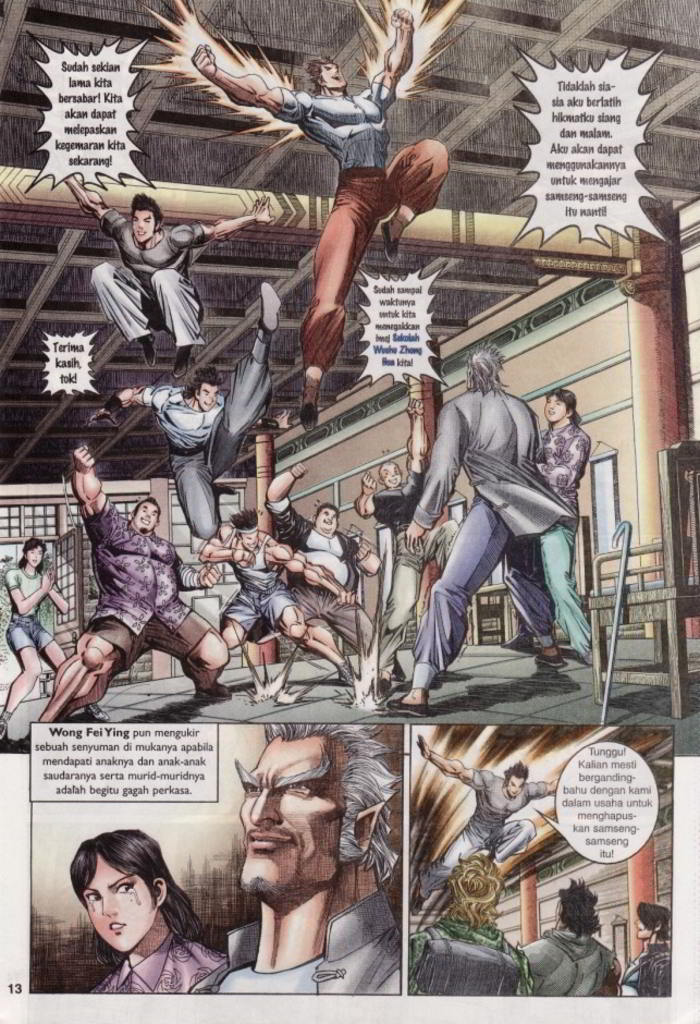 Sudah sekian
lama kita
bersabar! Kita
akan dapat
melepaskan
kegemaran kita
sekarang!
Tidaklah sia-
sia aku berlatih
hikmatku siang
dan malam.
Aku akan dapat
menggunakannya
untuk mengajar
samseng-samseng
itu nanti!
Sudah sampai
waktunya
untuk kita
menegakkan
Sekolah
Wushu Zhong
Hua kita!
Terima
kasih,
tok!
Wong Fei Ying pun mengukir
sebuah senyuman di mukanya apabila
mendapati anaknya dan anak-anak
saudaranya serta murid-muridnya
adalah begitu gagah perkasa.
Tunggu!
Kalian mesti
berganding-
bahu dengan kami
dalam usaha untuk
menghapus-
kan samseng-
samseng
itu!
13